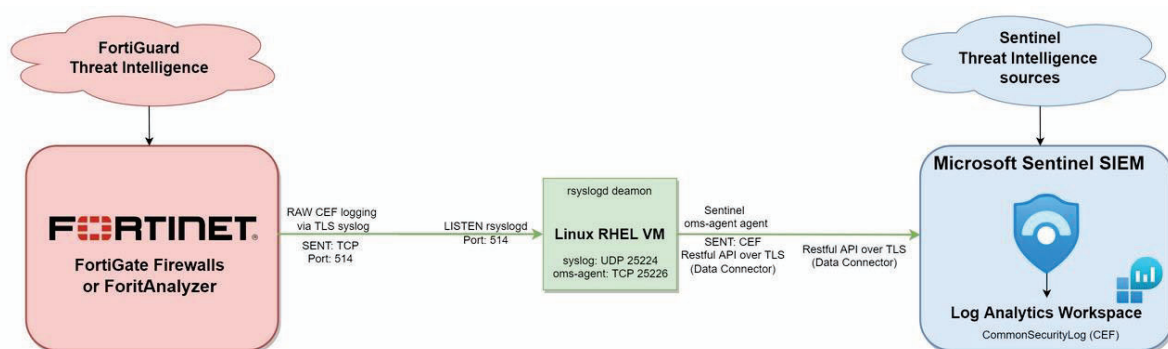 FortiGuard
Threat Intelligence
FORTINET®
FortiGate Firewalls
or ForitAnalyzer
RAW CEF logging
via TLS syslog
SENT: TCP
Port: 514
LISTEN rsyslogd
Port: 514
rsyslogd deamon
Linux RHEL VM
syslog: UDP 25224
oms-agent: TCP 25226
Sentinel
oms-agent agent
SENT: CEF
Restful API over TLS
(Data Connector)
Restful API over TLS
(Data Connector)
Sentinel
Threat Intelligence
sources
Microsoft Sentinel SIEM
Log Analytics Workspace
CommonSecurityLog (CEF)